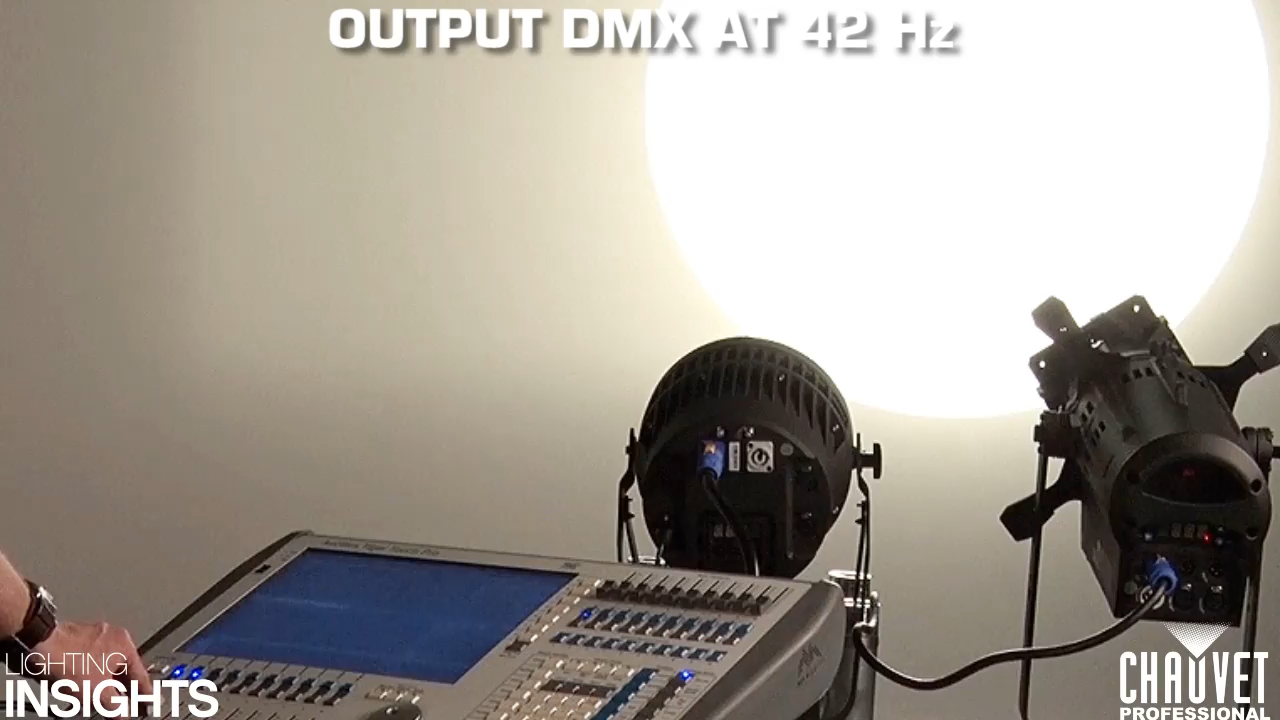 OUTPUT DMX AT 42 Hz
LIGHTING
INSIGHTS
CHAUVET
PROFESSIONAL